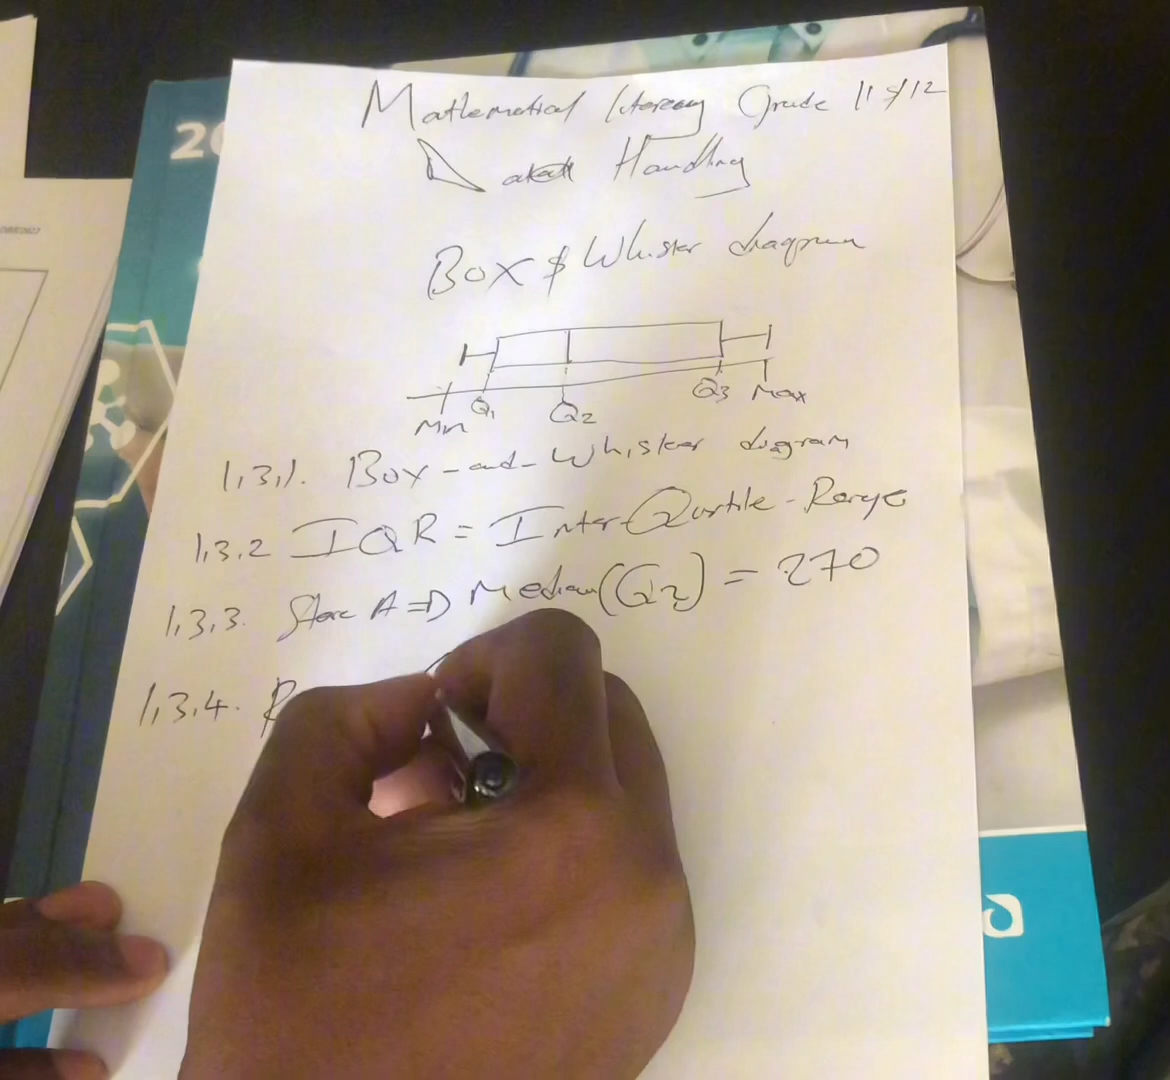 20
Mathematical literacy Grade 11 & 12
Data Handling
Box & Whisker diagram
Min Q1 Q2 Q3 Max
1.3.1. Box-and-Whisker diagram
1.3.2 IQR = Inter-Quartile-Range
1.3.3. Store A => Median (Q2) = 270
1.3.4. R